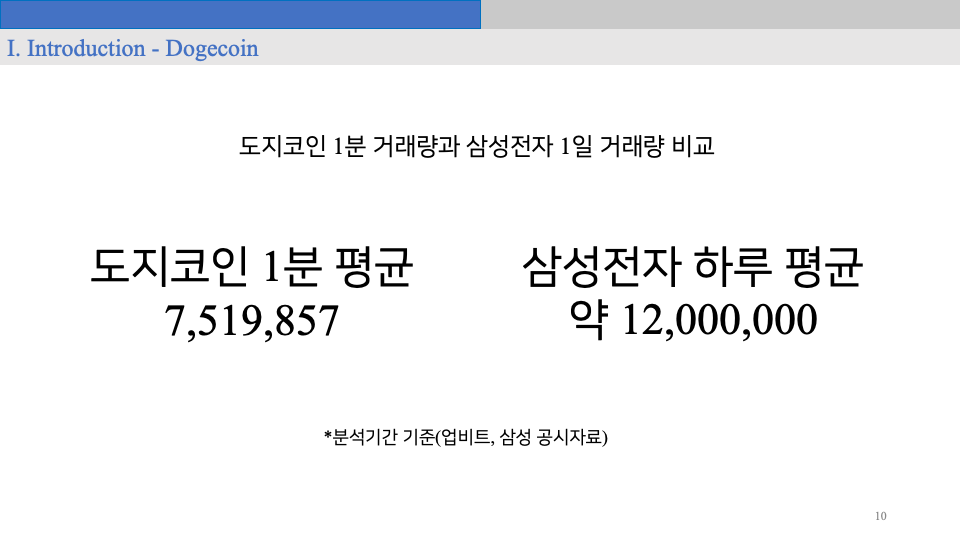 I. Introduction - Dogecoin
도지코인 1분 거래량과 삼성전자 1일 거래량 비교
도지코인 1분 평균
7,519,857
삼성전자 하루 평균
약 12,000,000
*분석기간 기준(업비트, 삼성 공시자료)
10